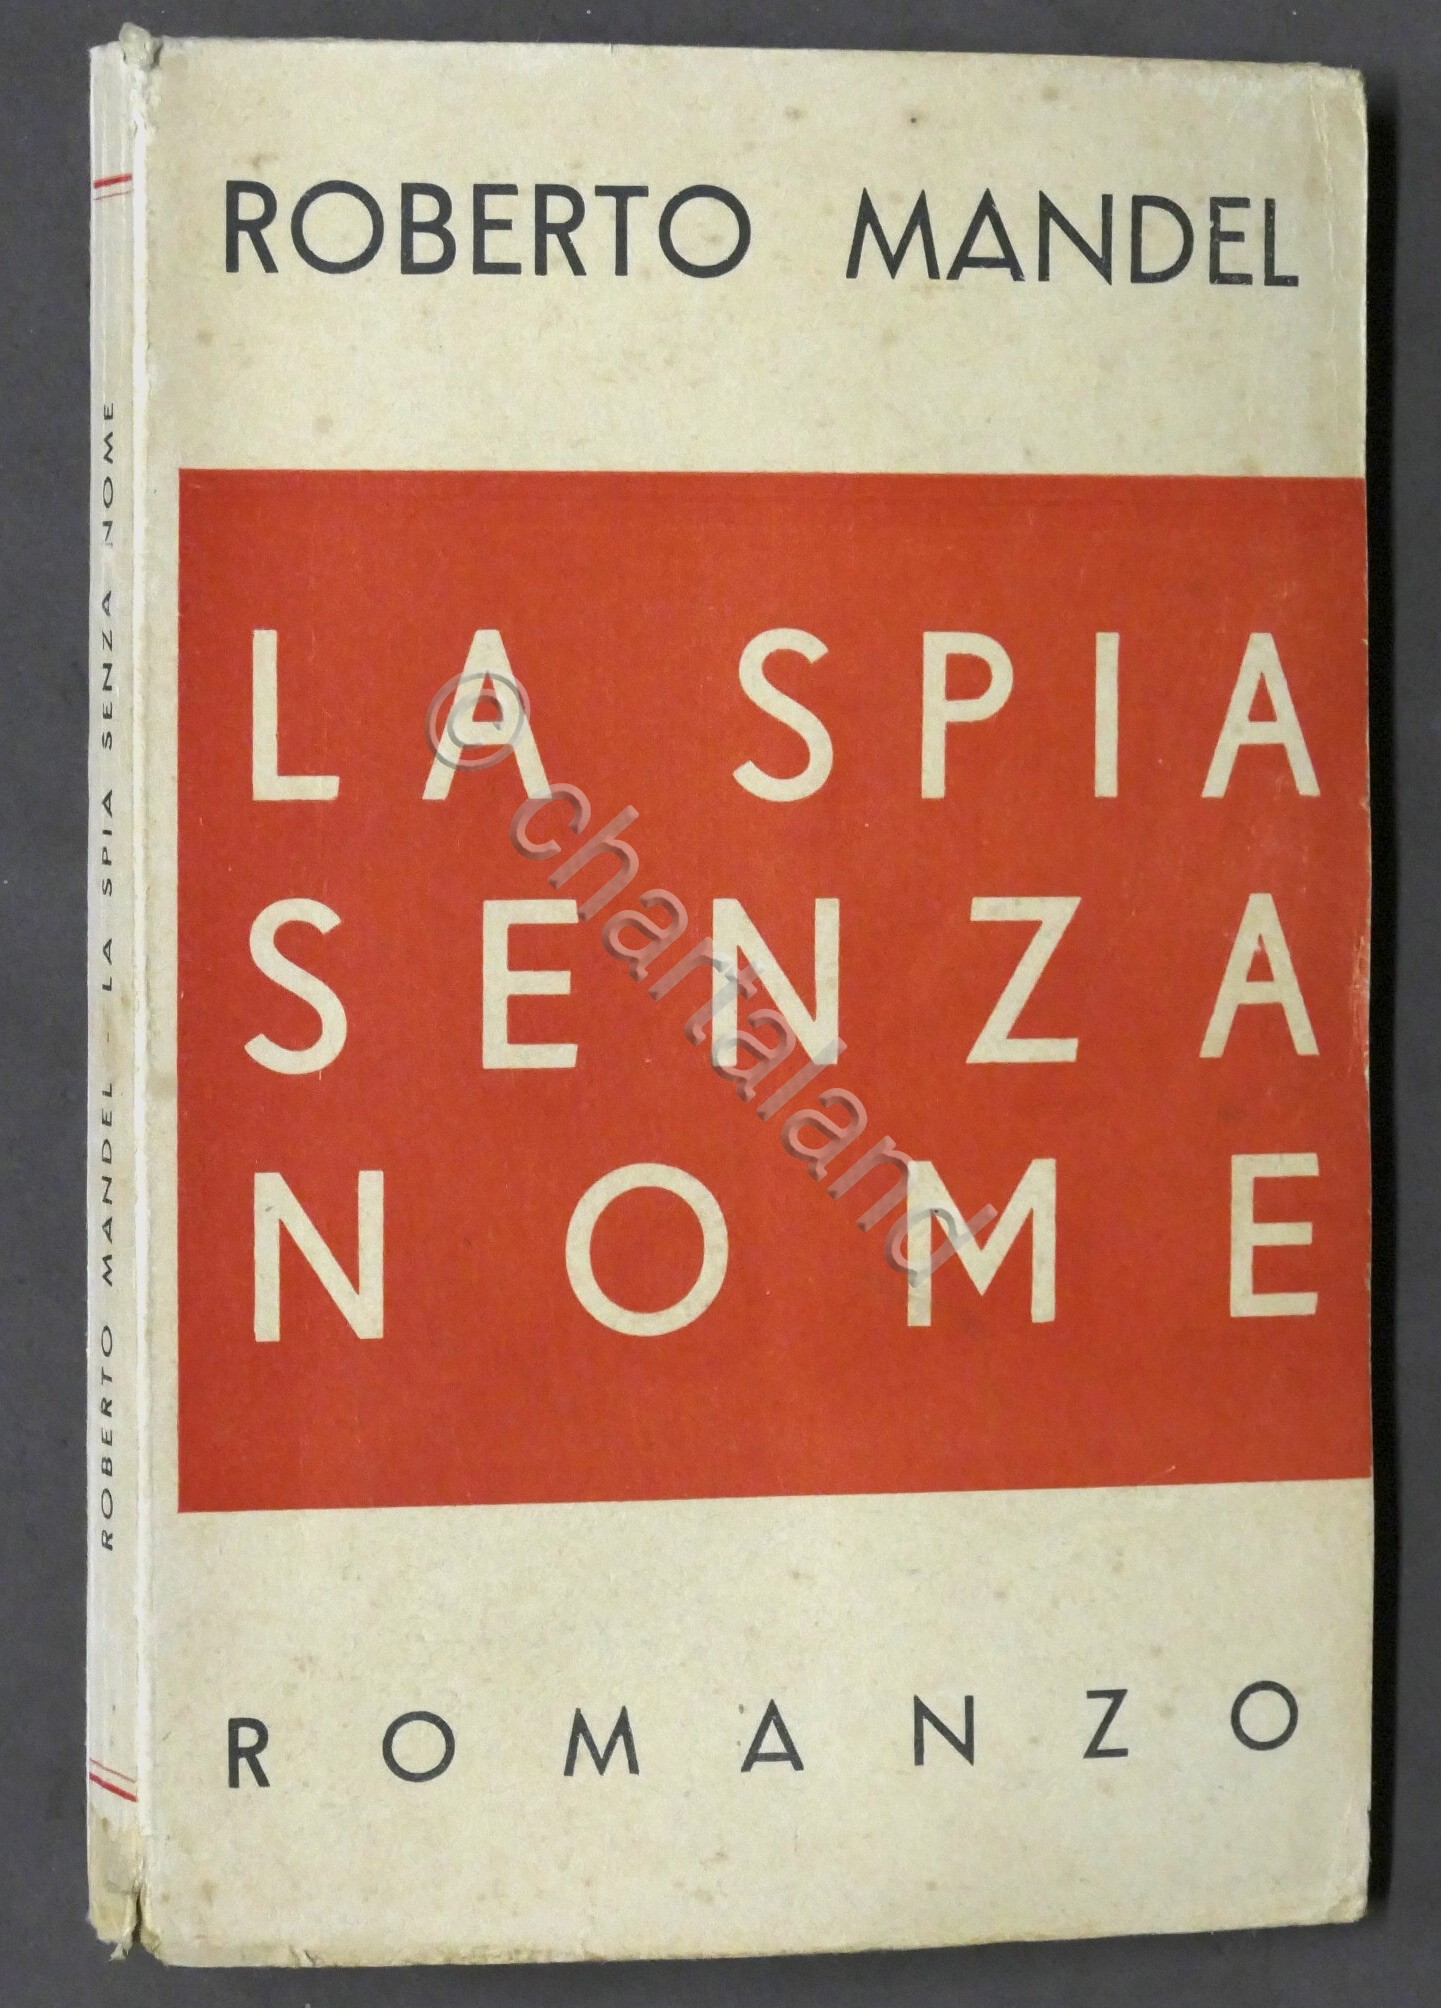 ROBERTO MANDEL
LA SPIA
SENZA
NOME
ROMANZO
ROBERTO MANDEL - LA SPIA SENZA NOME
© chartaland